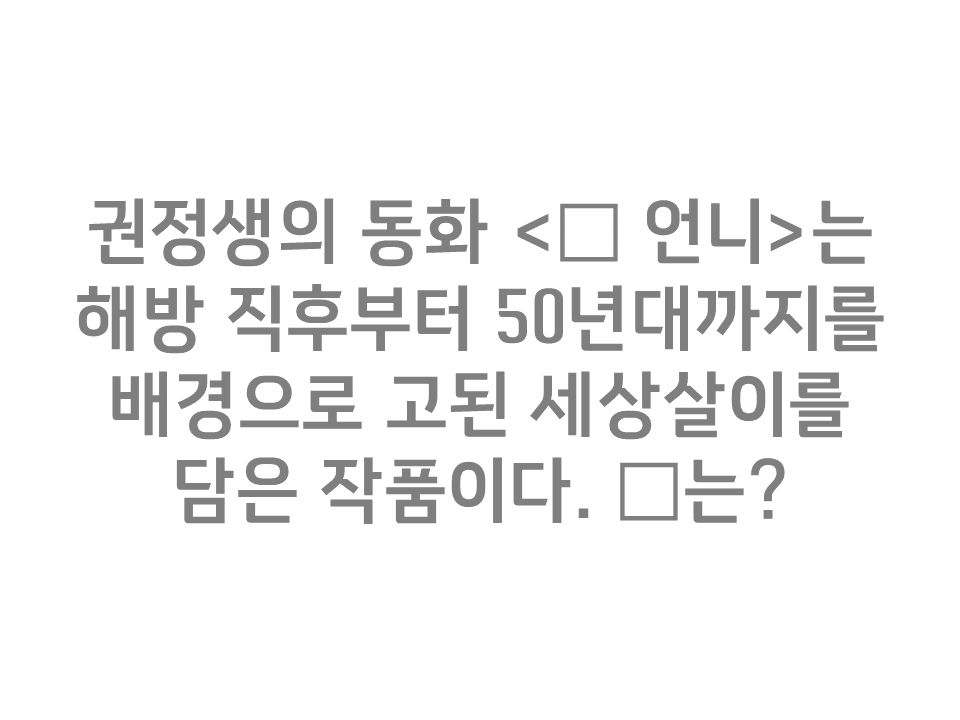 권정생의 동화 <□ 언니>는
해방 직후부터 50년대까지를
배경으로 고된 세상살이를
담은 작품이다. □는?